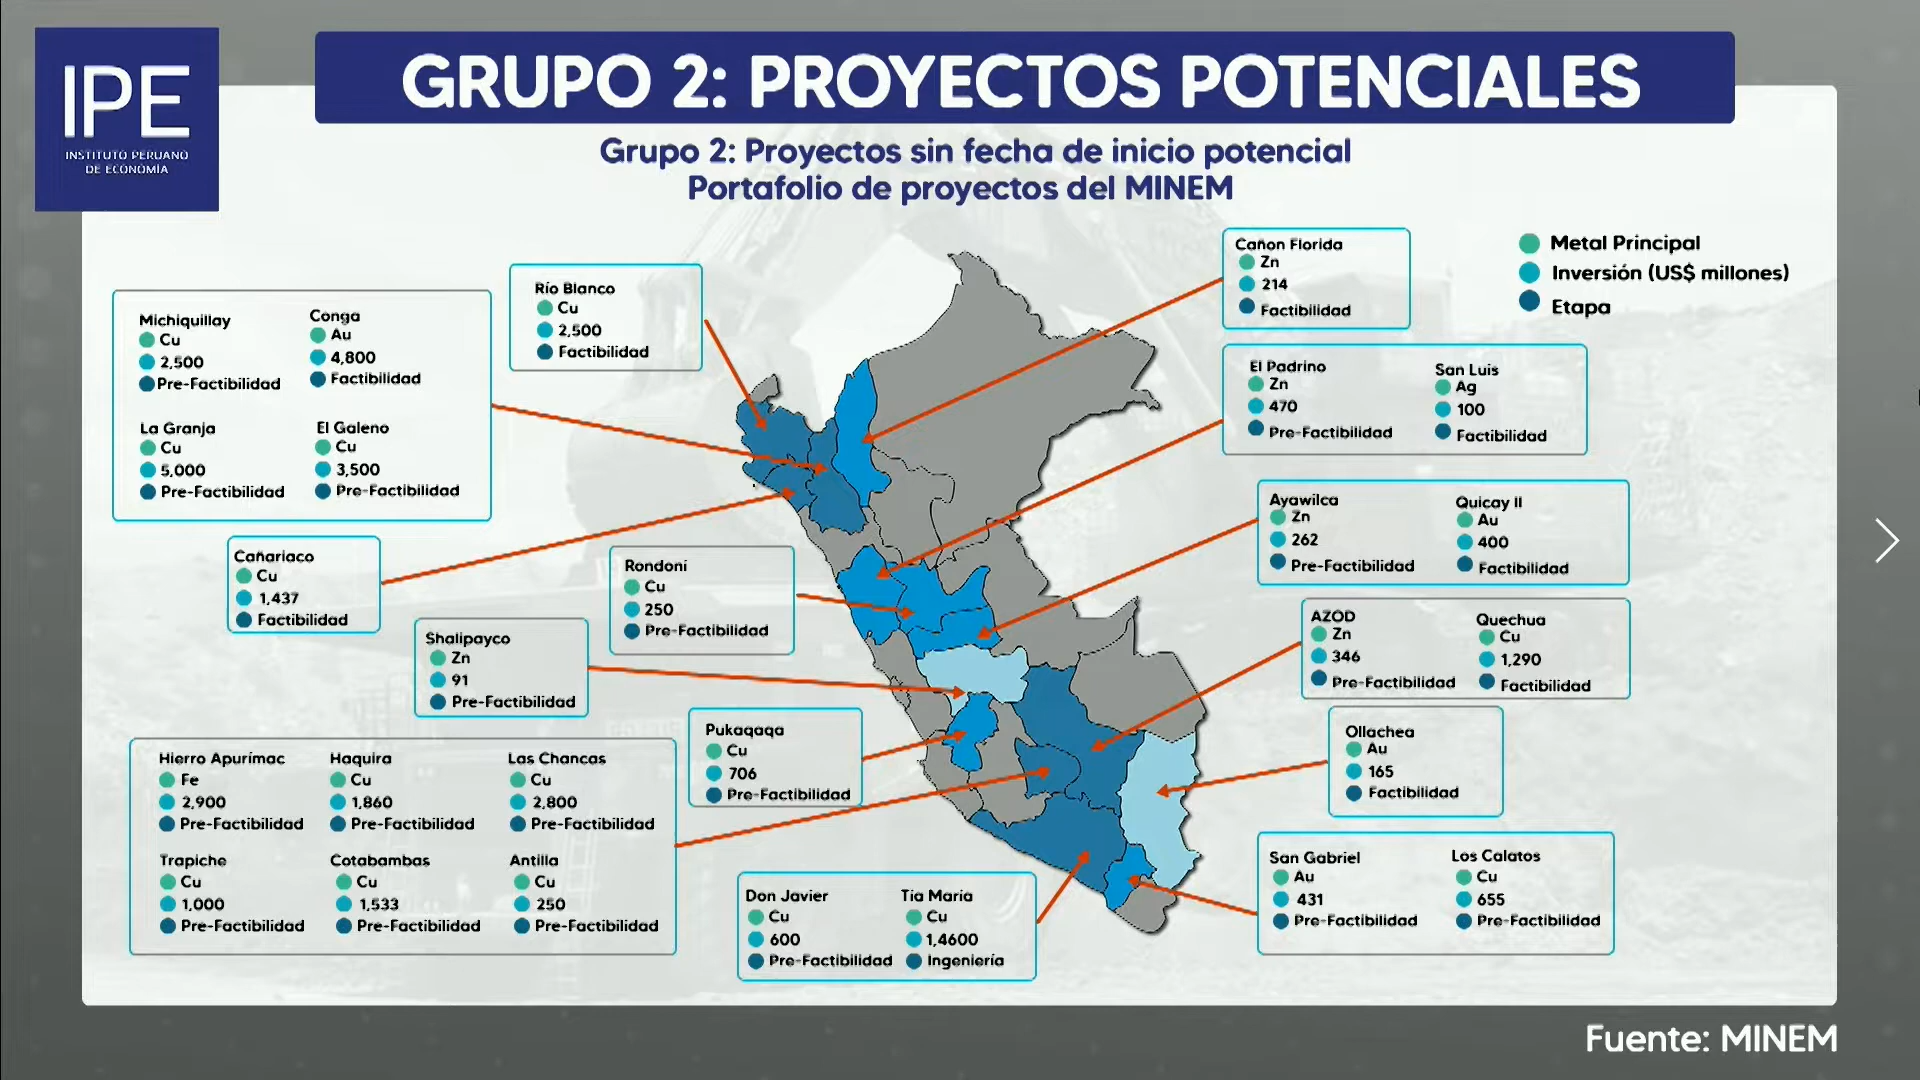 IPE
INSTITUTO PERUANO
DE ECONOMÍA
GRUPO 2: PROYECTOS POTENCIALES
Grupo 2: Proyectos sin fecha de inicio potencial
Portafolio de proyectos del MINEM
Metal Principal
Inversión (US$ millones)
Etapa
Michiquillay
Cu
2,500
Pre-Factibilidad
Conga
Au
4,800
Factibilidad
La Granja
Cu
5,000
Pre-Factibilidad
El Galeno
Cu
3,500
Pre-Factibilidad
Río Blanco
Cu
2,500
Factibilidad
Cañon Florida
Zn
214
Factibilidad
El Padrino
Zn
470
Pre-Factibilidad
San Luis
Ag
100
Factibilidad
Ayawilca
Zn
262
Pre-Factibilidad
Quicay II
Au
400
Factibilidad
Cañariaco
Cu
1,437
Factibilidad
Rondoni
Cu
250
Pre-Factibilidad
Shalipayco
Zn
91
Pre-Factibilidad
AZOD
Zn
346
Pre-Factibilidad
Quechua
Cu
1,290
Factibilidad
Pukaqaqa
Cu
706
Pre-Factibilidad
Ollachea
Au
165
Factibilidad
Hierro Apurímac
Fe
2,900
Pre-Factibilidad
Haquira
Cu
1,860
Pre-Factibilidad
Las Chancas
Cu
2,800
Pre-Factibilidad
Trapiche
Cu
1,000
Pre-Factibilidad
Cotabambas
Cu
1,533
Pre-Factibilidad
Antilla
Cu
250
Pre-Factibilidad
Don Javier
Cu
600
Pre-Factibilidad
Tia Maria
Cu
1,4600
Ingeniería
San Gabriel
Au
431
Pre-Factibilidad
Los Calatos
Cu
655
Pre-Factibilidad
Fuente: MINEM